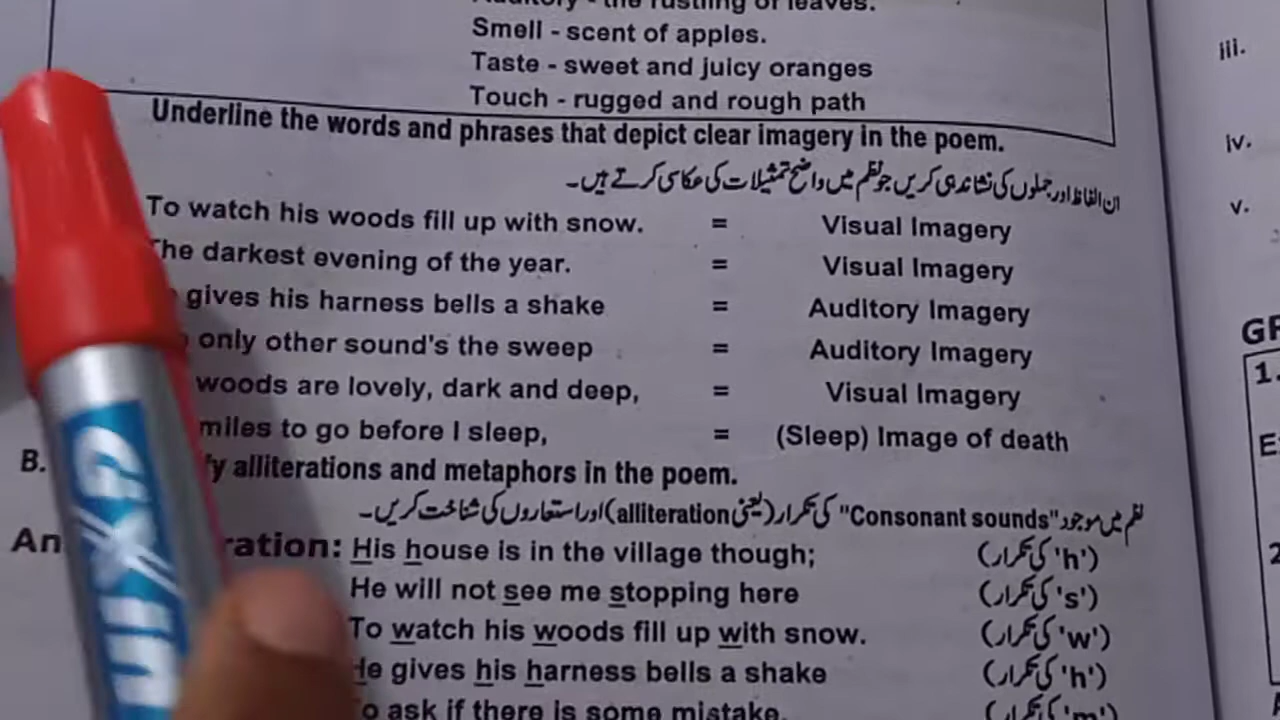 Auditory - the rustling of leaves.
Smell - scent of apples.
Taste - sweet and juicy oranges
Touch - rugged and rough path
Underline the words and phrases that depict clear imagery in the poem.
ان الفاظ اور جملوں کی نشاندہی کریں جو نظم میں واضح تمثیلات کی عکاسی کرتے ہیں۔
To watch his woods fill up with snow. = Visual Imagery
The darkest evening of the year. = Visual Imagery
gives his harness bells a shake = Auditory Imagery
only other sound's the sweep = Auditory Imagery
woods are lovely, dark and deep, = Visual Imagery
miles to go before I sleep, = (Sleep) Image of death
B. fy alliterations and metaphors in the poem.
نظم میں موجود "Consonant sounds" کی تکرار (یعنی alliteration) اور استعاروں کی شناخت کریں۔
An ration: His house is in the village though; ('h' کی تکرار)
He will not see me stopping here ('s' کی تکرار)
To watch his woods fill up with snow. ('w' کی تکرار)
He gives his harness bells a shake ('h' کی تکرار)
To ask if there is some mistake. ('m' کی تکرار)
iii.
iv.
v.
GF
1.
E
2